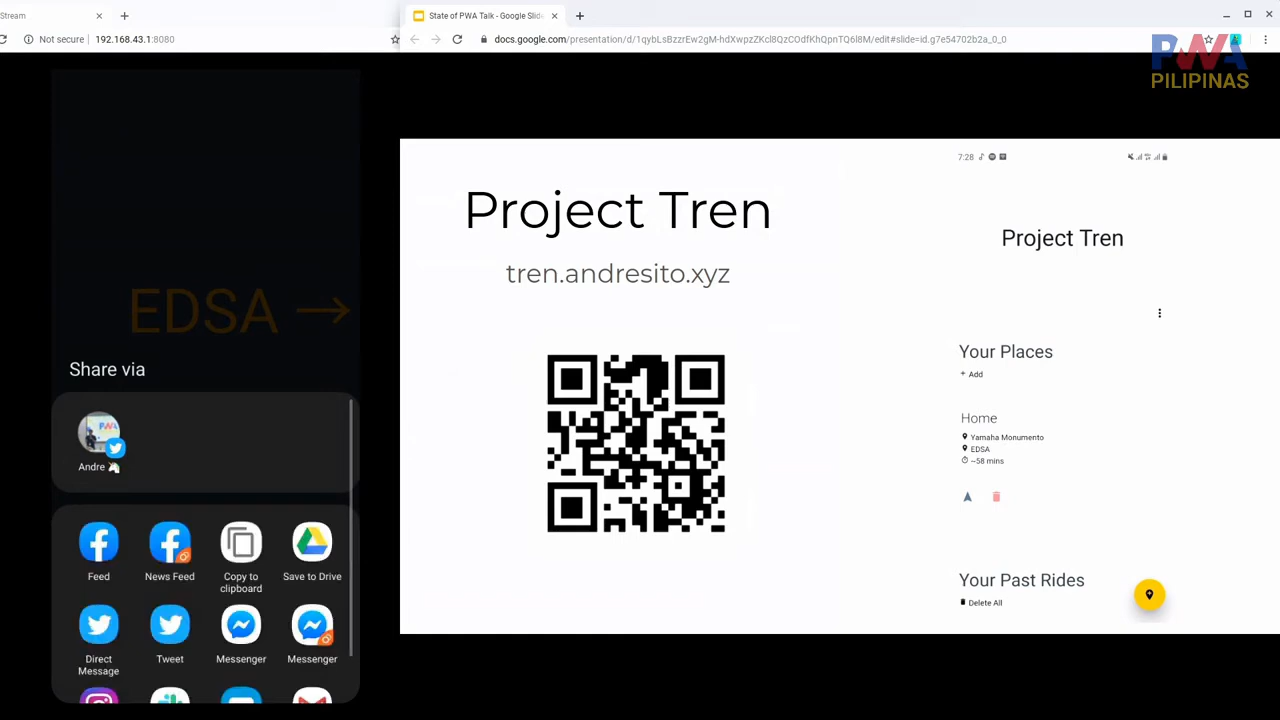 Stream
Not secure
192.168.43.1:8080
State of PWA Talk - Google Slid
docs.google.com/presentation/d/1qybLsBzzrEw2gM-hdXwpzZKcl8QzCOdfKhQpnTQ6l8M/edit#slide=id.g7e54702b2a_0_0
PWA
PILIPINAS
EDSA →
Share via
Andre
Feed
News Feed
Copy to
clipboard
Save to Drive
Direct
Message
Tweet
Messenger
Messenger
Project Tren
tren.andresito.xyz
7:28
Project Tren
Your Places
+ Add
Home
Yamaha Monumento
EDSA
~58 mins
Your Past Rides
Delete All